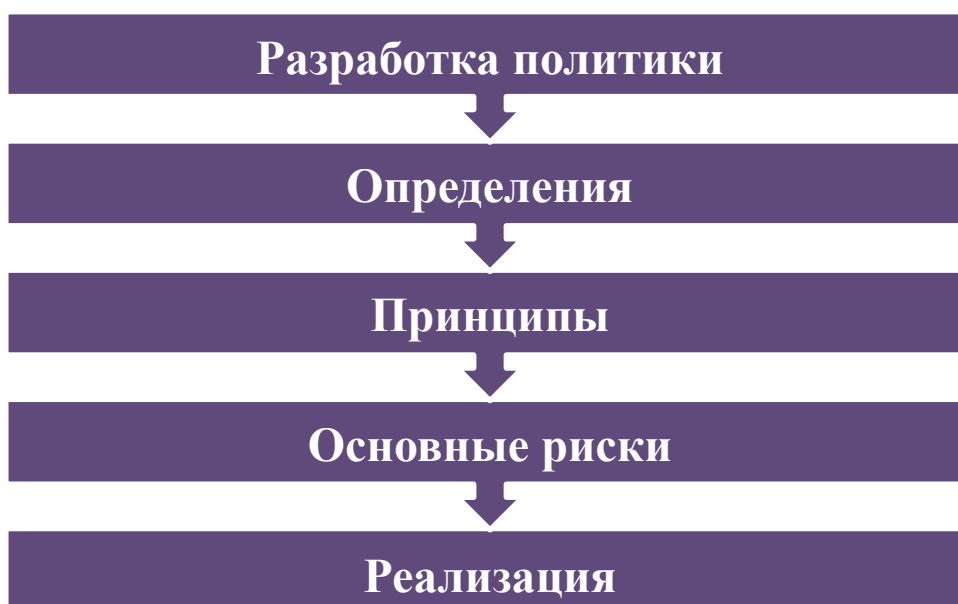 Разработка политики
Определения
Принципы
Основные риски
Реализация